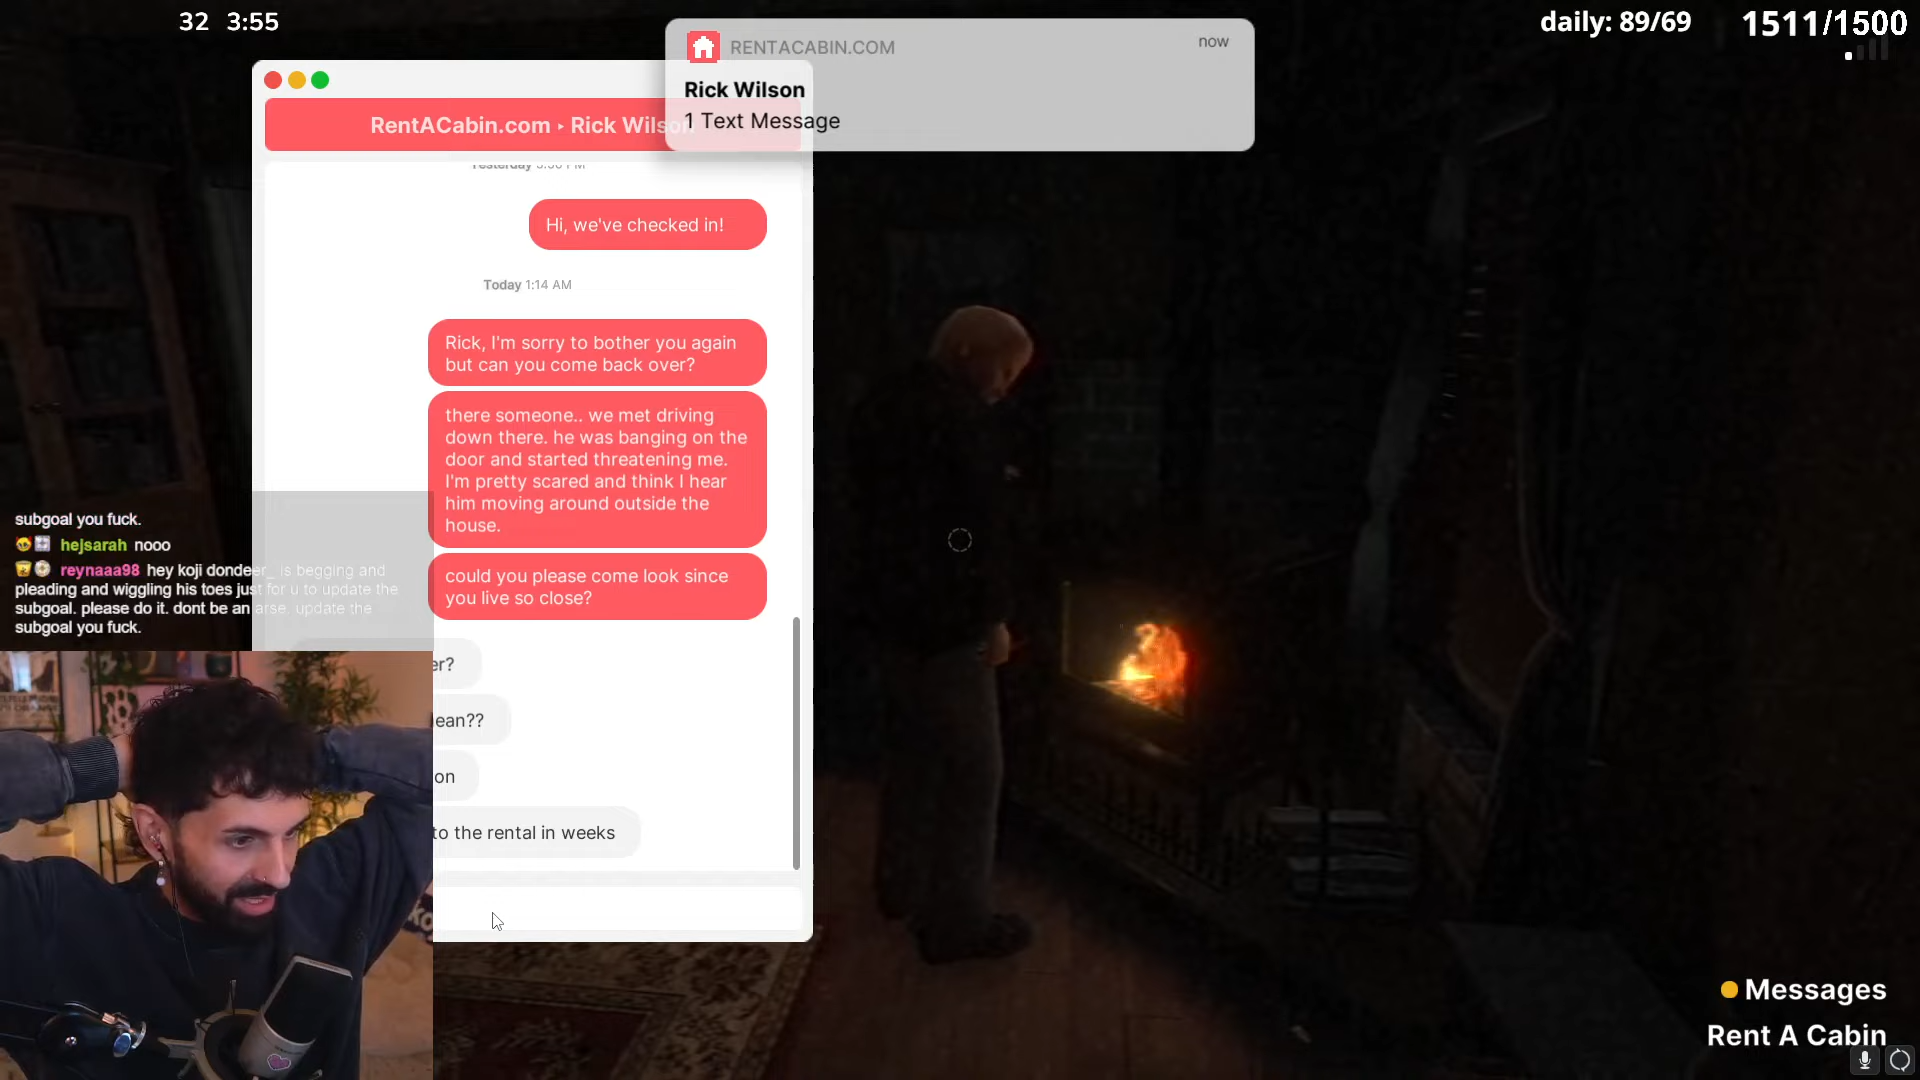 32 3:55
daily: 89/69
1511/1500
RENTACABIN.COM
now
Rick Wilson
1 Text Message
RentACabin.com ▸ Rick Wilson
Yesterday
Hi, we've checked in!
Today 1:14 AM
Rick, I'm sorry to bother you again
but can you come back over?
there someone.. we met driving
down there. he was banging on the
door and started threatening me.
I'm pretty scared and think I hear
him moving around outside the
house.
could you please come look since
you live so close?
er?
ean??
on
to the rental in weeks
subgoal you fuck.
hejsarah nooo
reynaaa98 hey koji dondeer_ is begging and
pleading and wiggling his toes just for u to update the
subgoal. please do it. dont be an arse. update the
subgoal you fuck.
Messages
Rent A Cabin